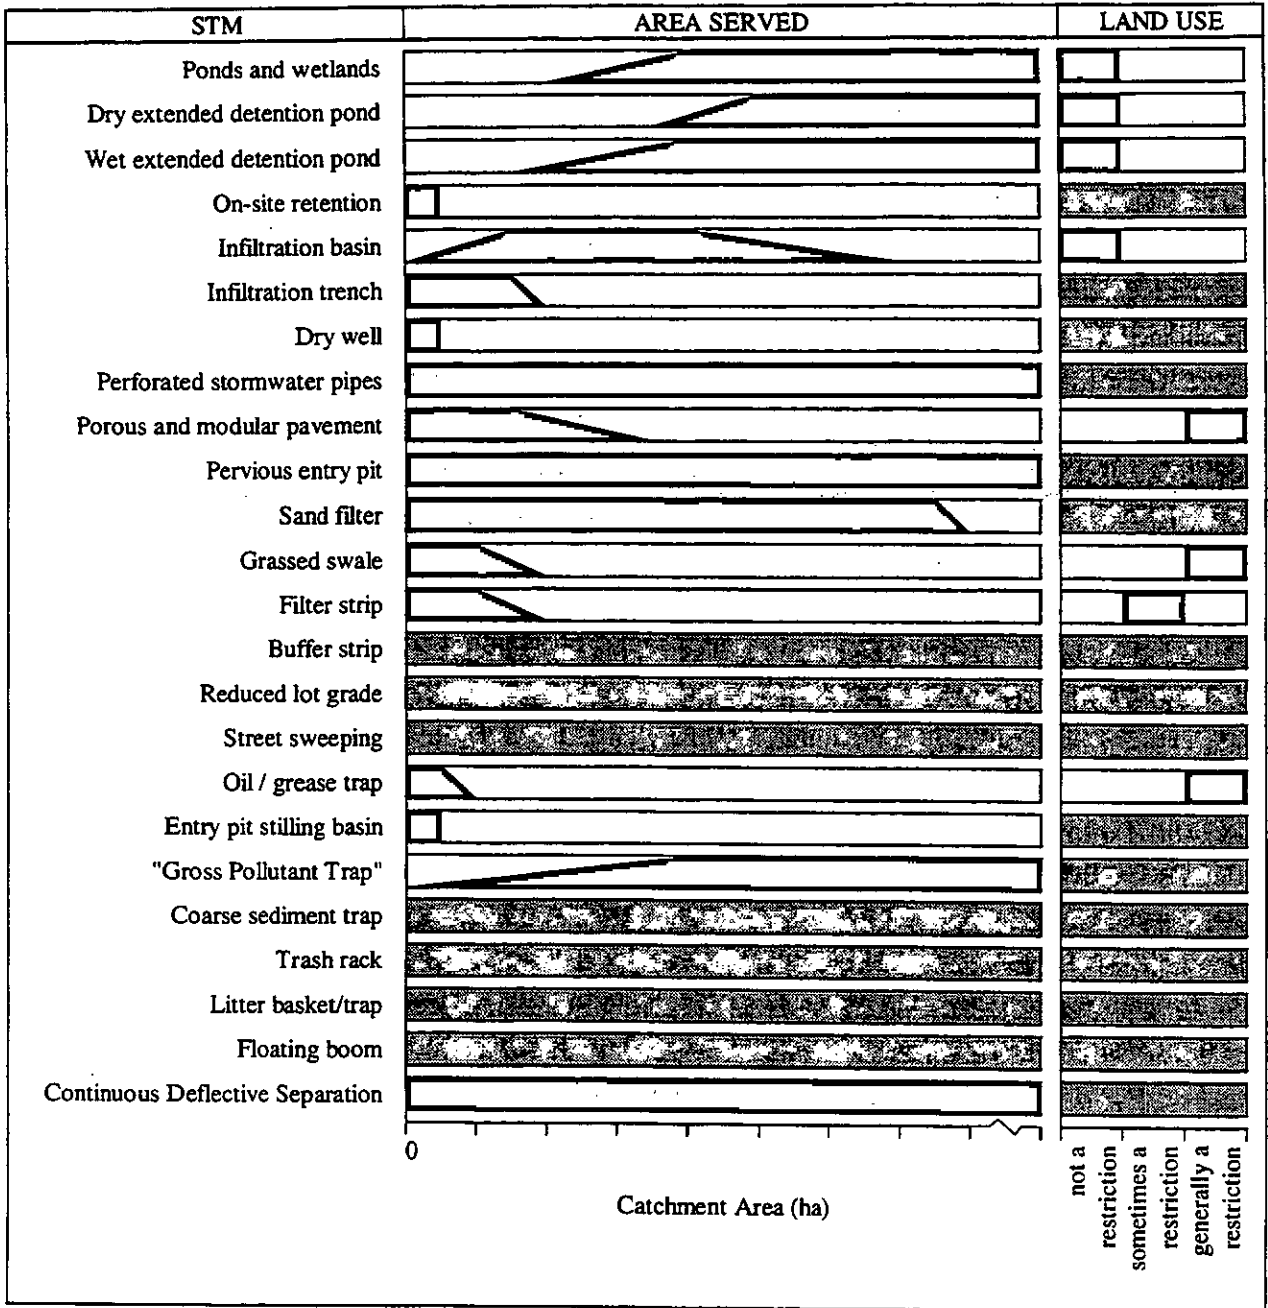 STM AREA SERVED LAND USE
Ponds and wetlands
Dry extended detention pond
Wet extended detention pond
On-site retention
Infiltration basin
Infiltration trench
Dry well
Perforated stormwater pipes
Porous and modular pavement
Pervious entry pit
Sand filter
Grassed swale
Filter strip
Buffer strip
Reduced lot grade
Street sweeping
Oil / grease trap
Entry pit stilling basin
"Gross Pollutant Trap"
Coarse sediment trap
Trash rack
Litter basket/trap
Floating boom
Continuous Deflective Separation
0
Catchment Area (ha)
not a
restriction
sometimes a
restriction
generally a
restriction